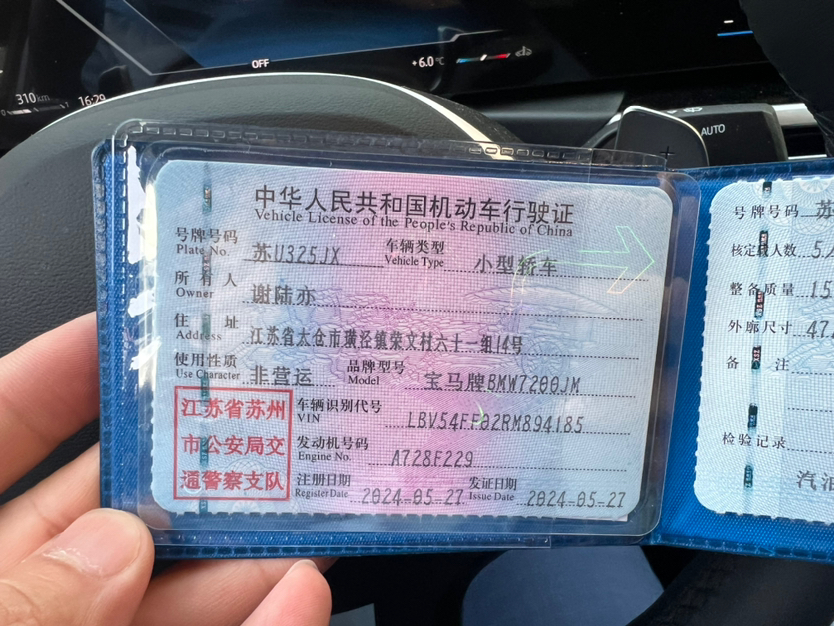 310km 16:29
OFF
+6.0℃
AUTO
中华人民共和国机动车行驶证
Vehicle License of the People's Republic of China
号牌号码 苏U325JX 车辆类型 小型轿车
Plate No. Vehicle Type
所有人 谢陆亦
Owner
住址 江苏省太仓市璜泾镇荣文村六十一组14号
Address
使用性质 非营运 品牌型号 宝马牌BMW7200JM
Use Character Model
江苏省苏州
市公安局交
通警察支队
车辆识别代号
VIN
发动机号码 A728F229
Engine No.
注册日期 2024-05-27 发证日期 2024-05-27
Register Date Issue Date
号牌号码 苏
核定载人数
整备质量 15
外廓尺寸 47
备注
检验记录
汽油